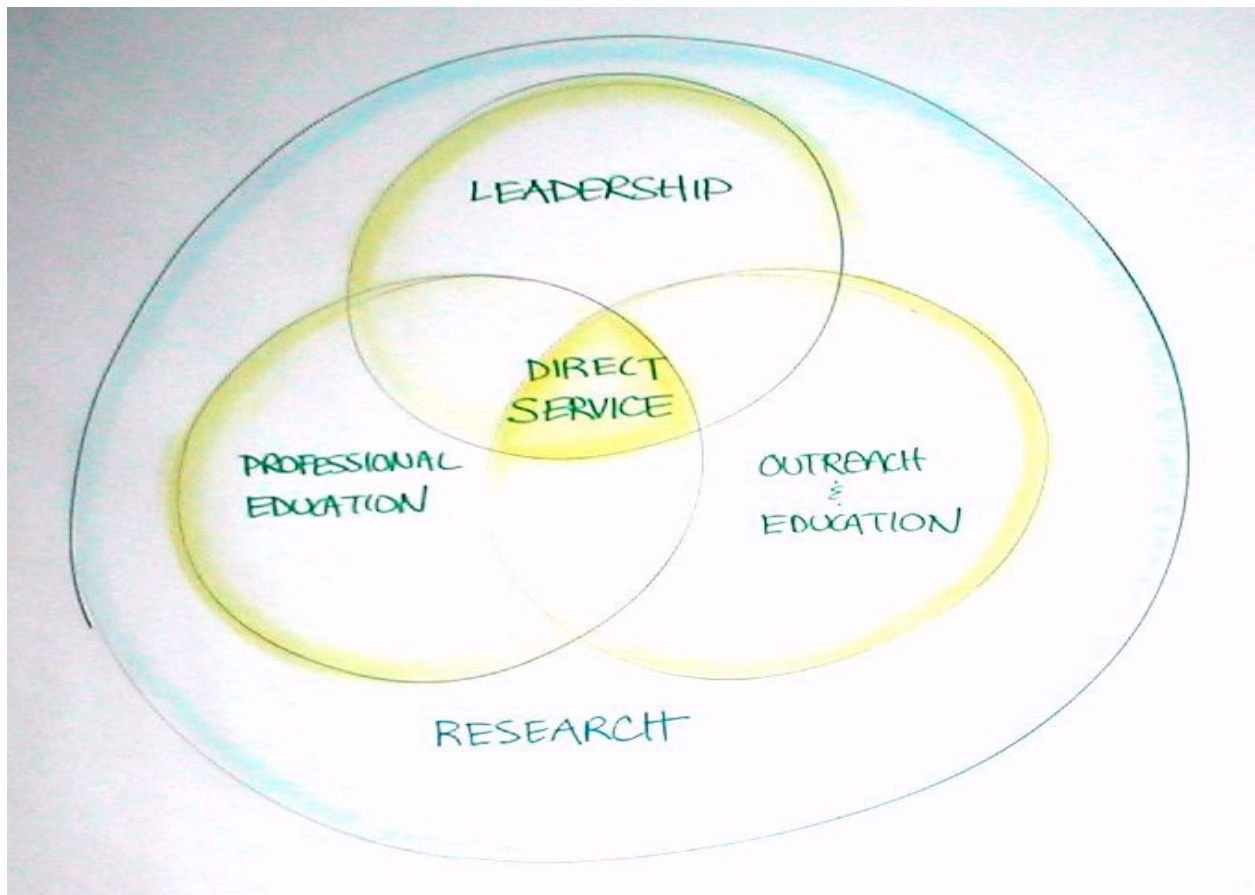 LEADERSHIP
DIRECT
SERVICE
PROFESSIONAL
EDUCATION
OUTREACH
&
EDUCATION
RESEARCH